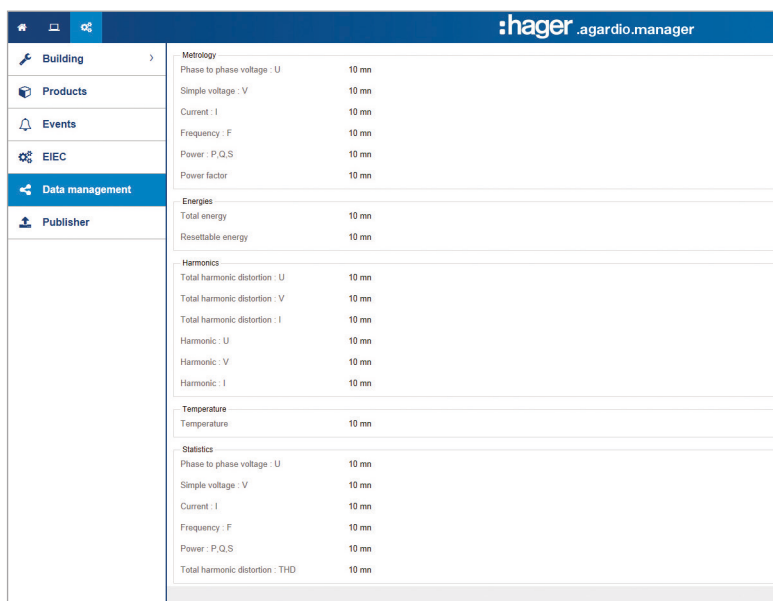 :hager .agardio.manager
Building
Products
Events
EIEC
Data management
Publisher
Metrology
Phase to phase voltage : U 10 mn
Simple voltage : V 10 mn
Current : I 10 mn
Frequency : F 10 mn
Power : P,Q,S 10 mn
Power factor 10 mn
Energies
Total energy 10 mn
Resettable energy 10 mn
Harmonics
Total harmonic distortion : U 10 mn
Total harmonic distortion : V 10 mn
Total harmonic distortion : I 10 mn
Harmonic : U 10 mn
Harmonic : V 10 mn
Harmonic : I 10 mn
Temperature
Temperature 10 mn
Statistics
Phase to phase voltage : U 10 mn
Simple voltage : V 10 mn
Current : I 10 mn
Frequency : F 10 mn
Power : P,Q,S 10 mn
Total harmonic distortion : THD 10 mn